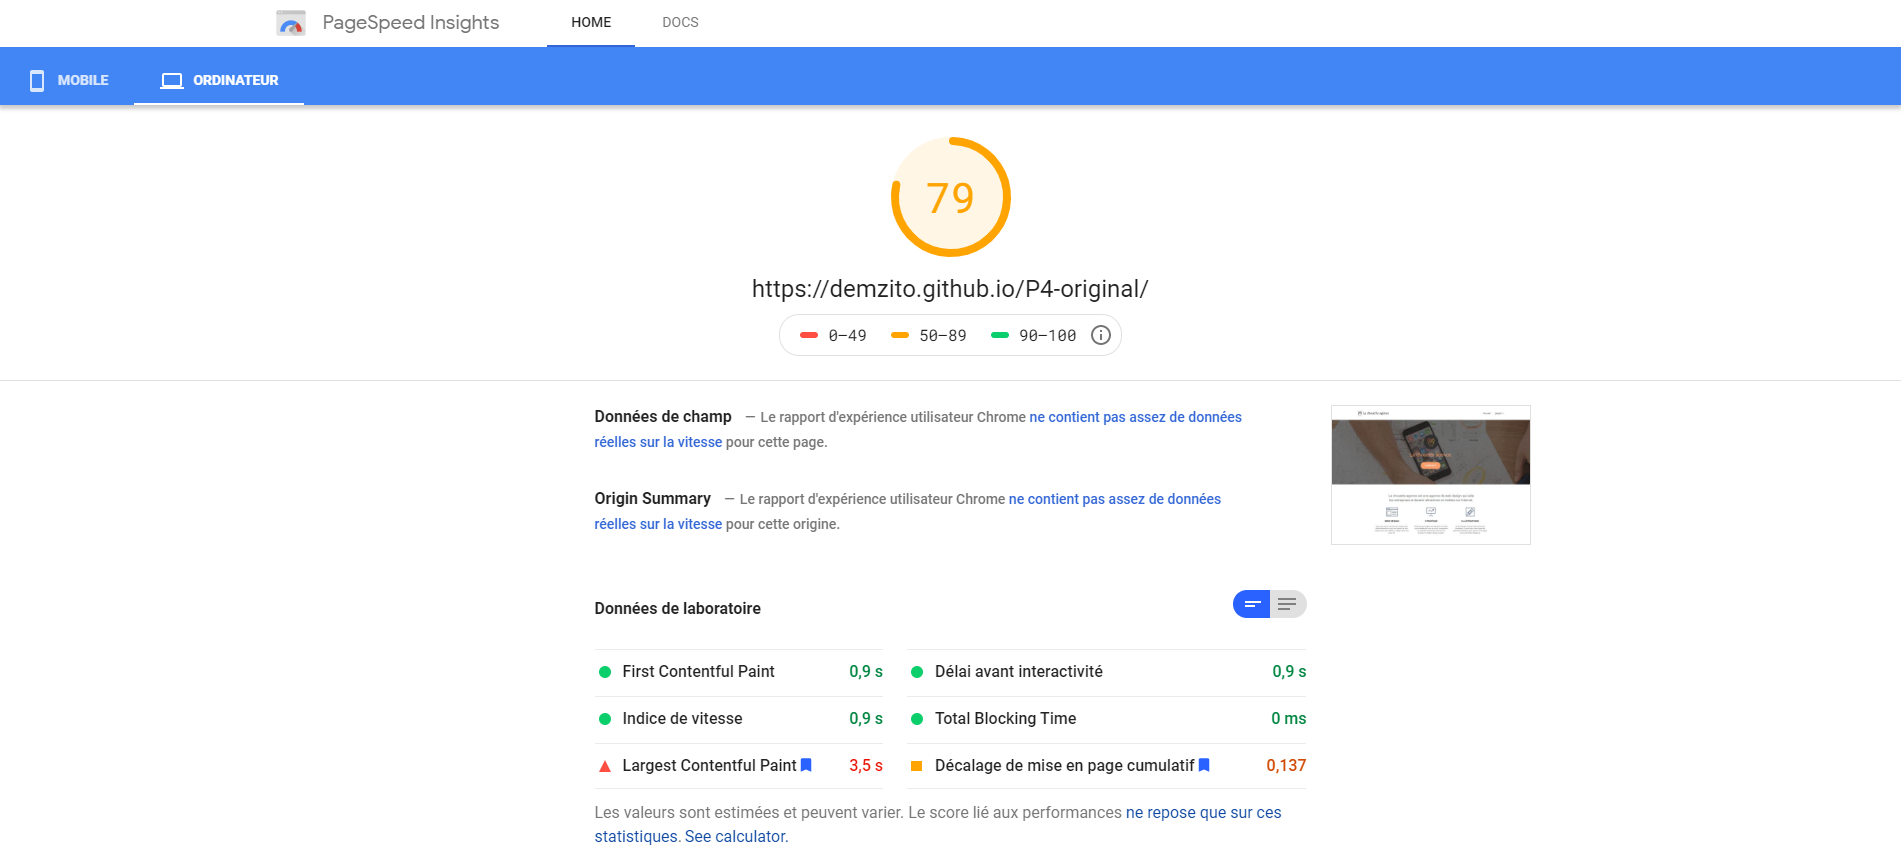 PageSpeed Insights
HOME
DOCS
MOBILE
ORDINATEUR
79
https://demzito.github.io/P4-original/
0–49
50–89
90–100
Données de champ — Le rapport d'expérience utilisateur Chrome ne contient pas assez de données
réelles sur la vitesse pour cette page.
Origin Summary — Le rapport d'expérience utilisateur Chrome ne contient pas assez de données
réelles sur la vitesse pour cette origine.
Données de laboratoire
First Contentful Paint 0,9 s
Délai avant interactivité 0,9 s
Indice de vitesse 0,9 s
Total Blocking Time 0 ms
Largest Contentful Paint 3,5 s
Décalage de mise en page cumulatif 0,137
Les valeurs sont estimées et peuvent varier. Le score lié aux performances ne repose que sur ces
statistiques. See calculator.